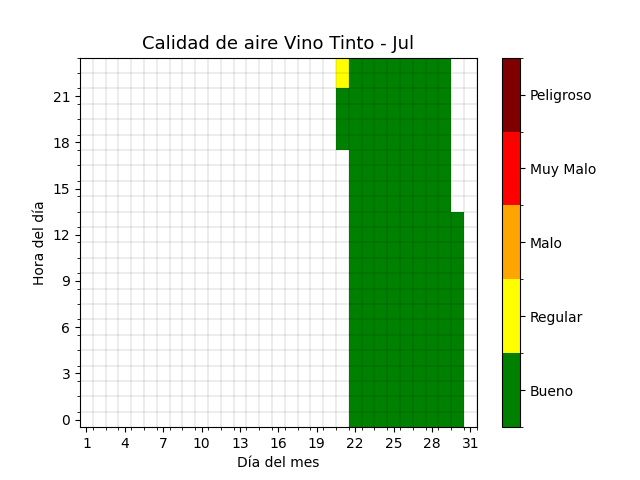 Calidad de aire Vino Tinto - Jul
Hora del día
21
18
15
12
9
6
3
0
1 4 7 10 13 16 19 22 25 28 31
Día del mes
Peligroso
Muy Malo
Malo
Regular
Bueno